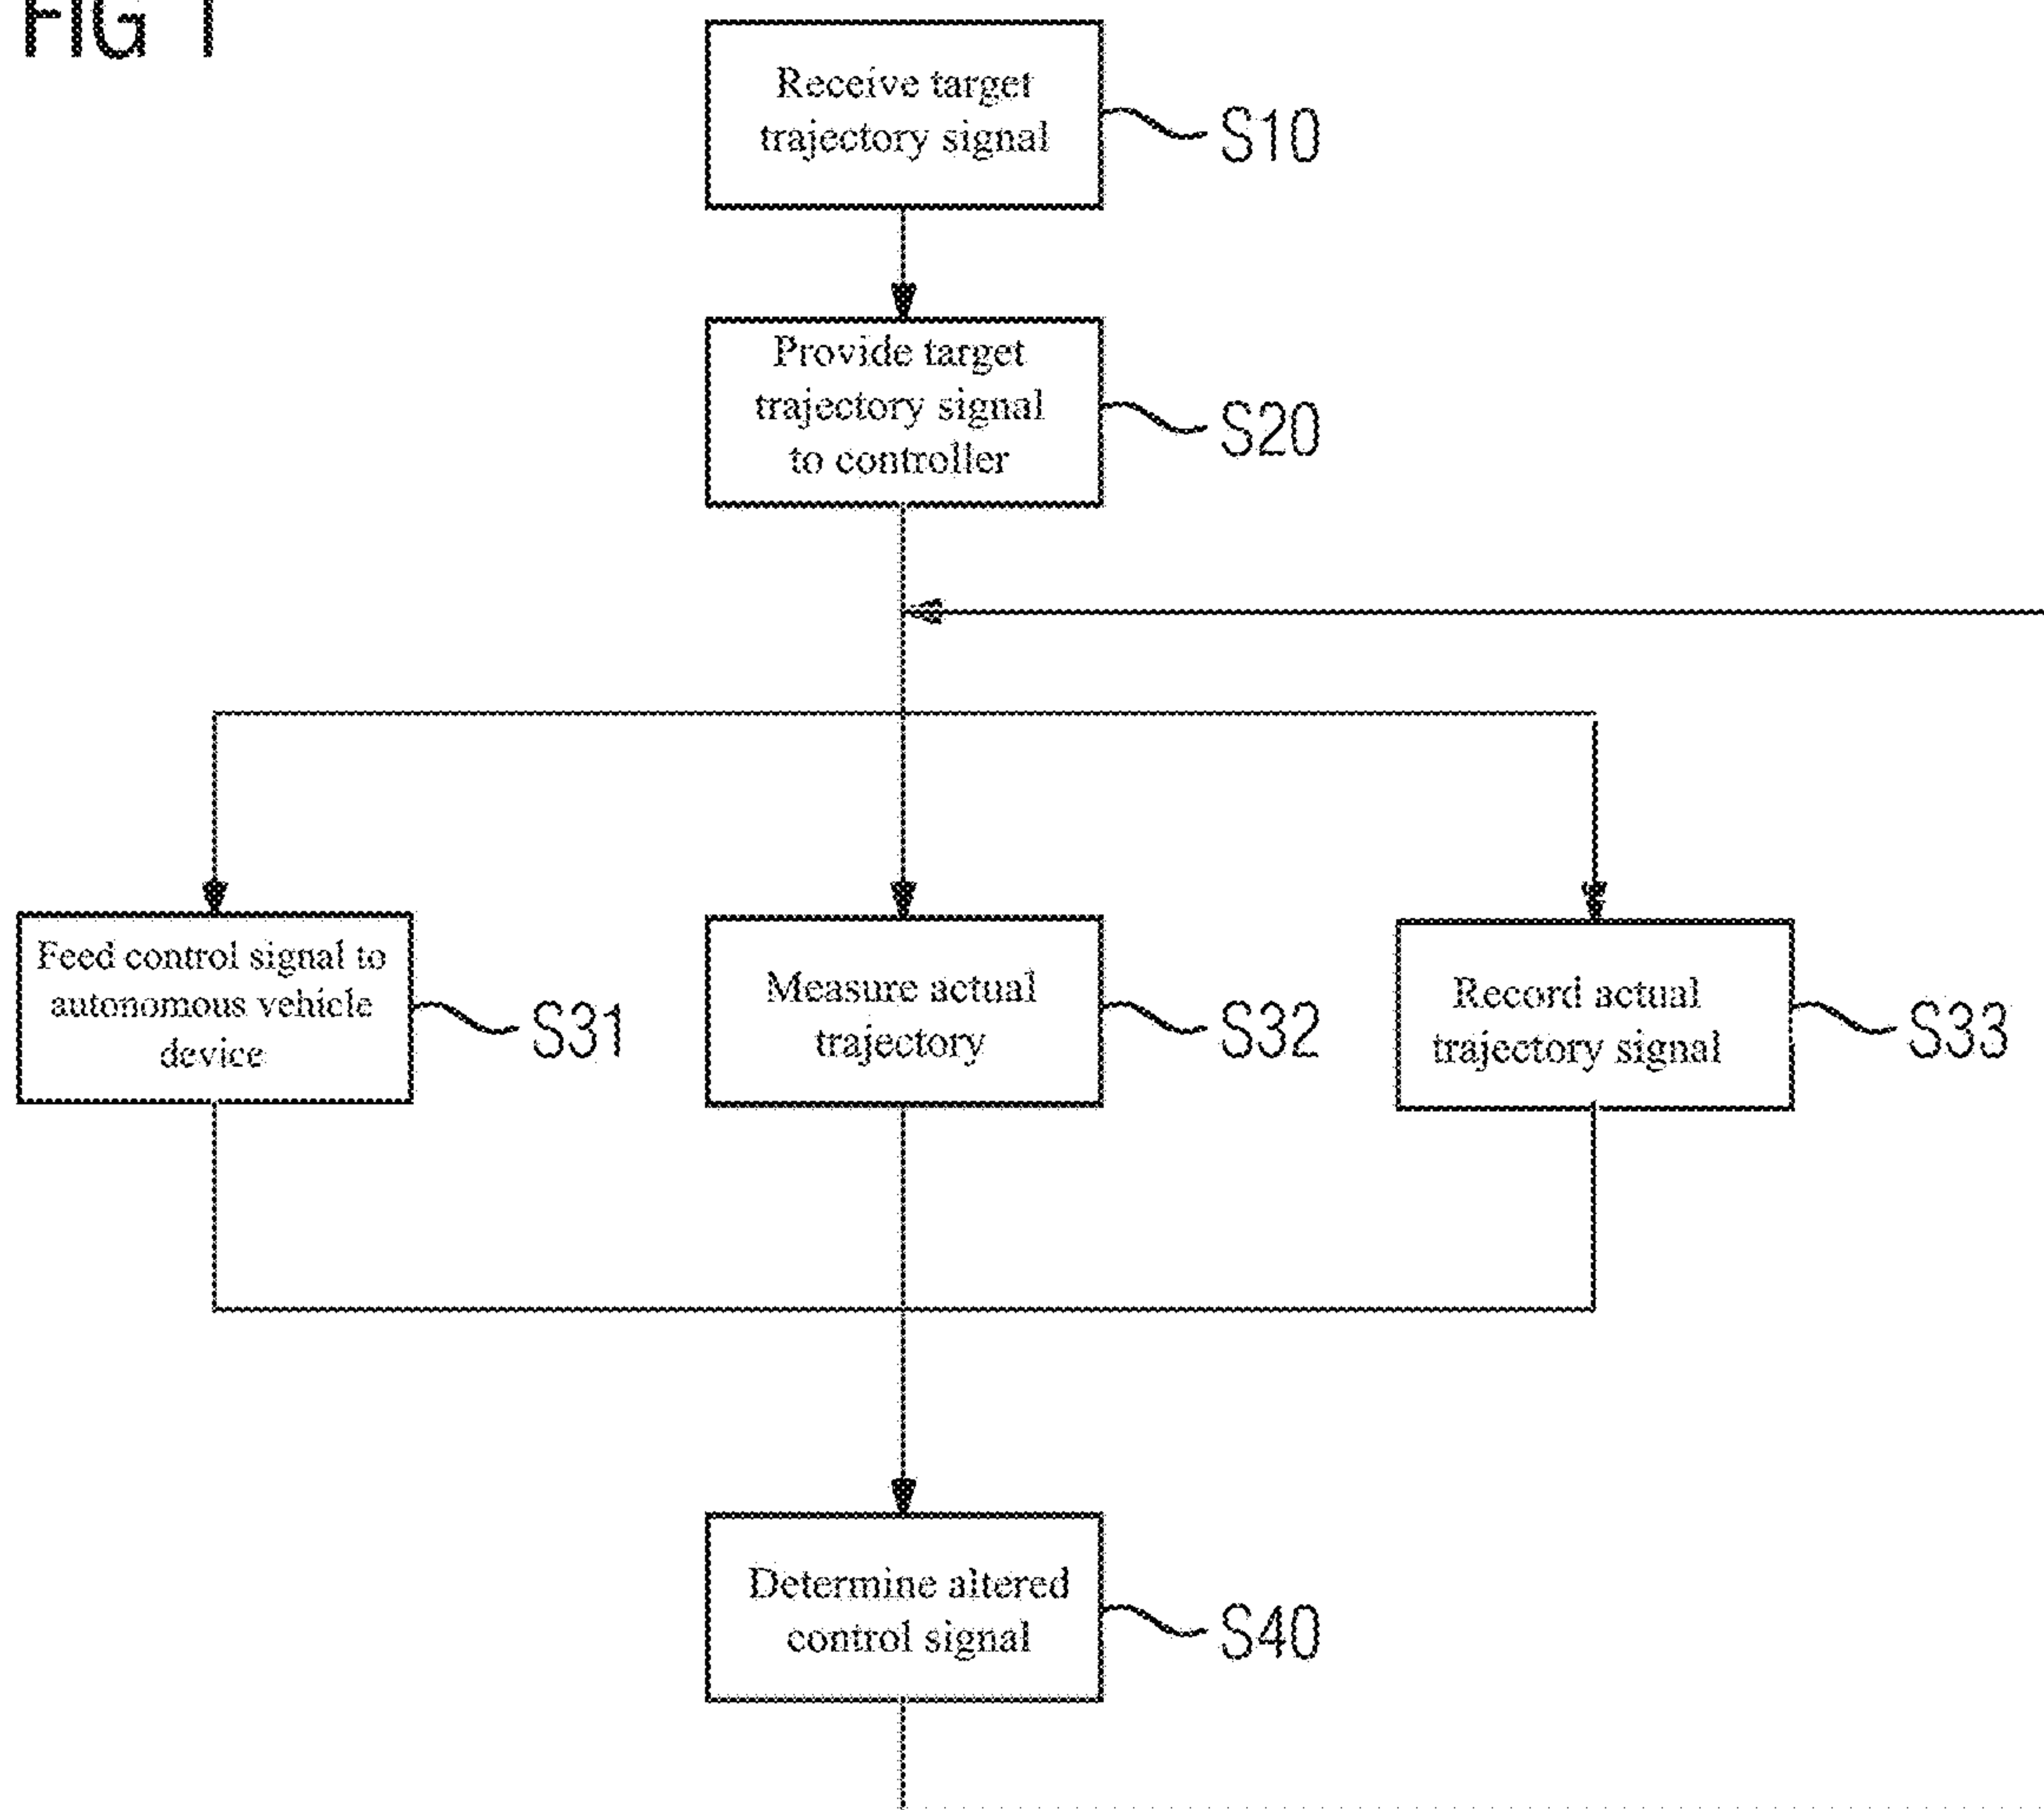 FIG 1
Receive target
trajectory signal
S10
Provide target
trajectory signal
to controller
S20
Feed control signal to
autonomous vehicle
device
S31
Measure actual
trajectory
S32
Record actual
trajectory signal
S33
Determine altered
control signal
S40